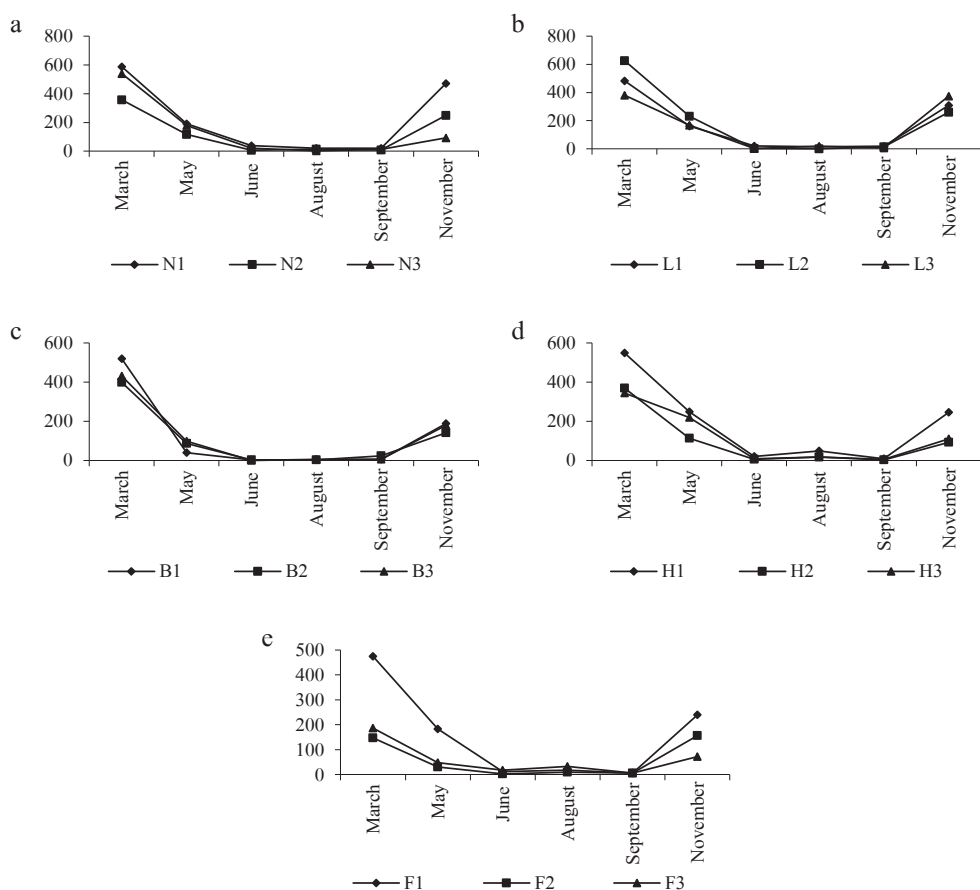 a
800
600
400
200
0
March
May
June
August
September
November
N1 N2 N3
b
800
600
400
200
0
March
May
June
August
September
November
L1 L2 L3
c
600
400
200
0
March
May
June
August
September
November
B1 B2 B3
d
600
400
200
0
March
May
June
August
September
November
H1 H2 H3
e
500
400
300
200
100
0
March
May
June
August
September
November
F1 F2 F3